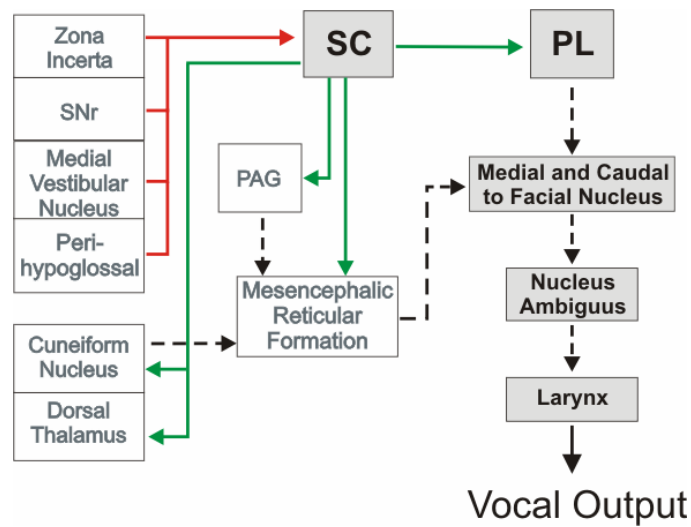 Zona
Incerta
SNr
Medial
Vestibular
Nucleus
Peri-
hypoglossal
Cuneiform
Nucleus
Dorsal
Thalamus
SC
PL
PAG
Mesencephalic
Reticular
Formation
Medial and Caudal
to Facial Nucleus
Nucleus
Ambiguus
Larynx
Vocal Output